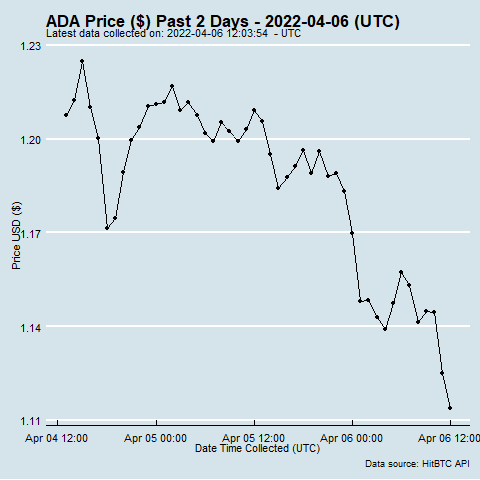 ADA Price ($) Past 2 Days - 2022-04-06 (UTC)
Latest data collected on: 2022-04-06 12:03:54 - UTC
1.23
1.20
1.17
1.14
1.11
Price USD ($)
Apr 04 12:00
Apr 05 00:00
Apr 05 12:00
Apr 06 00:00
Apr 06 12:00
Date Time Collected (UTC)
Data source: HitBTC API